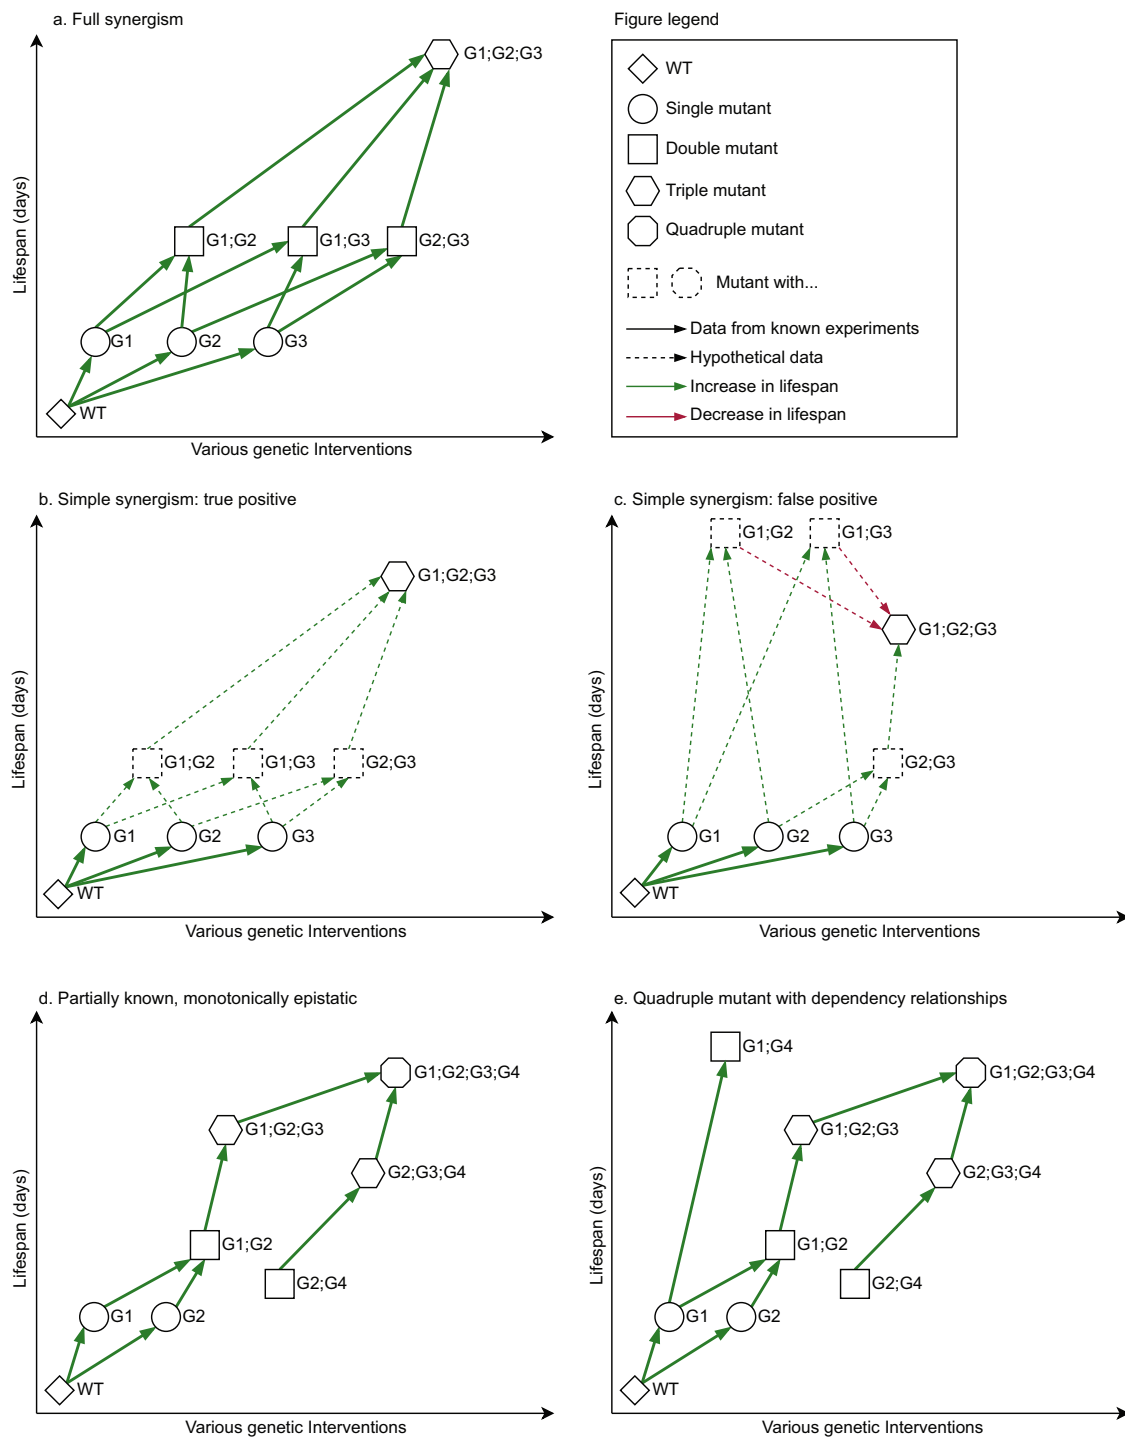 a. Full synergism
G1;G2;G3
G1;G2
G1;G3
G2;G3
G1
G2
G3
WT
Lifespan (days)
Various genetic Interventions
Figure legend
WT
Single mutant
Double mutant
Triple mutant
Quadruple mutant
Mutant with...
Data from known experiments
Hypothetical data
Increase in lifespan
Decrease in lifespan
b. Simple synergism: true positive
G1;G2;G3
G1;G2
G1;G3
G2;G3
G1
G2
G3
WT
Lifespan (days)
Various genetic Interventions
c. Simple synergism: false positive
G1;G2
G1;G3
G1;G2;G3
G2;G3
G1
G2
G3
WT
Lifespan (days)
Various genetic Interventions
d. Partially known, monotonically epistatic
G1;G2;G3;G4
G1;G2;G3
G2;G3;G4
G1;G2
G2;G4
G1
G2
WT
Lifespan (days)
Various genetic Interventions
e. Quadruple mutant with dependency relationships
G1;G4
G1;G2;G3;G4
G1;G2;G3
G2;G3;G4
G1;G2
G2;G4
G1
G2
WT
Lifespan (days)
Various genetic Interventions